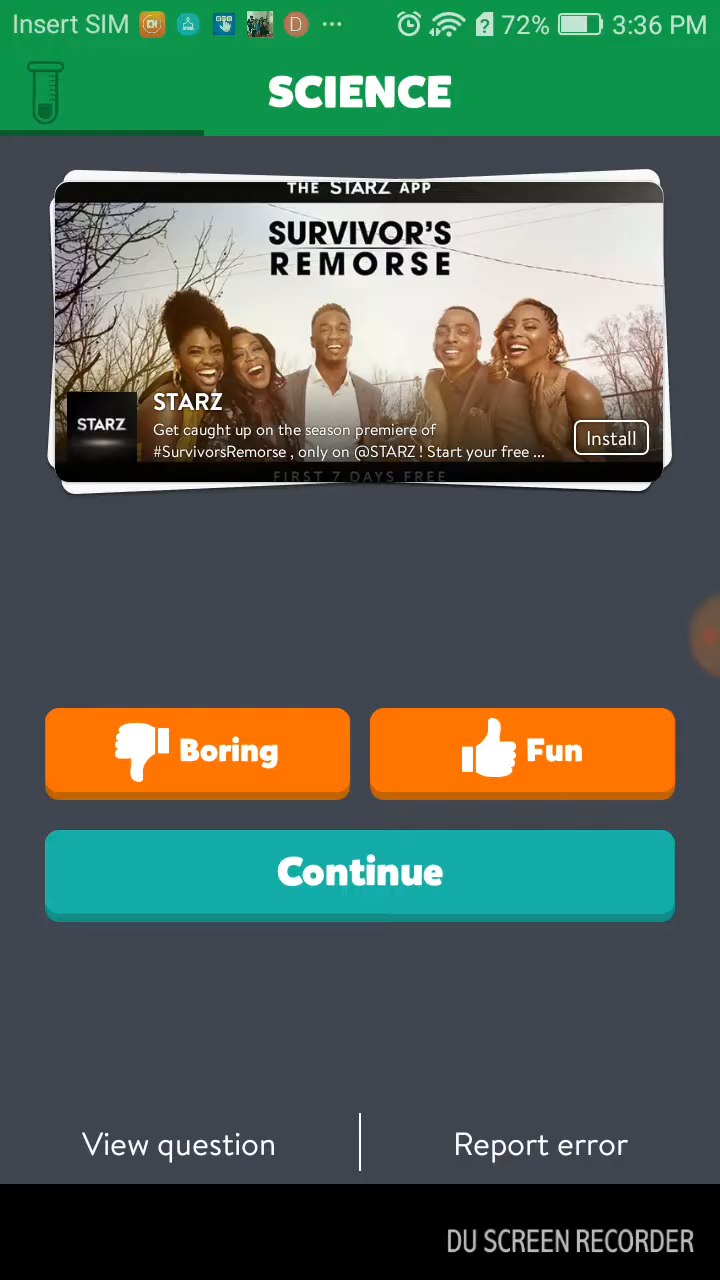 Insert SIM D ... 72% 3:36 PM
SCIENCE
THE STARZ APP
SURVIVOR'S
REMORSE
STARZ
STARZ
Get caught up on the season premiere of
#SurvivorsRemorse , only on @STARZ ! Start your free ...
Install
FIRST 7 DAYS FREE
Boring
Fun
Continue
View question
Report error
DU SCREEN RECORDER